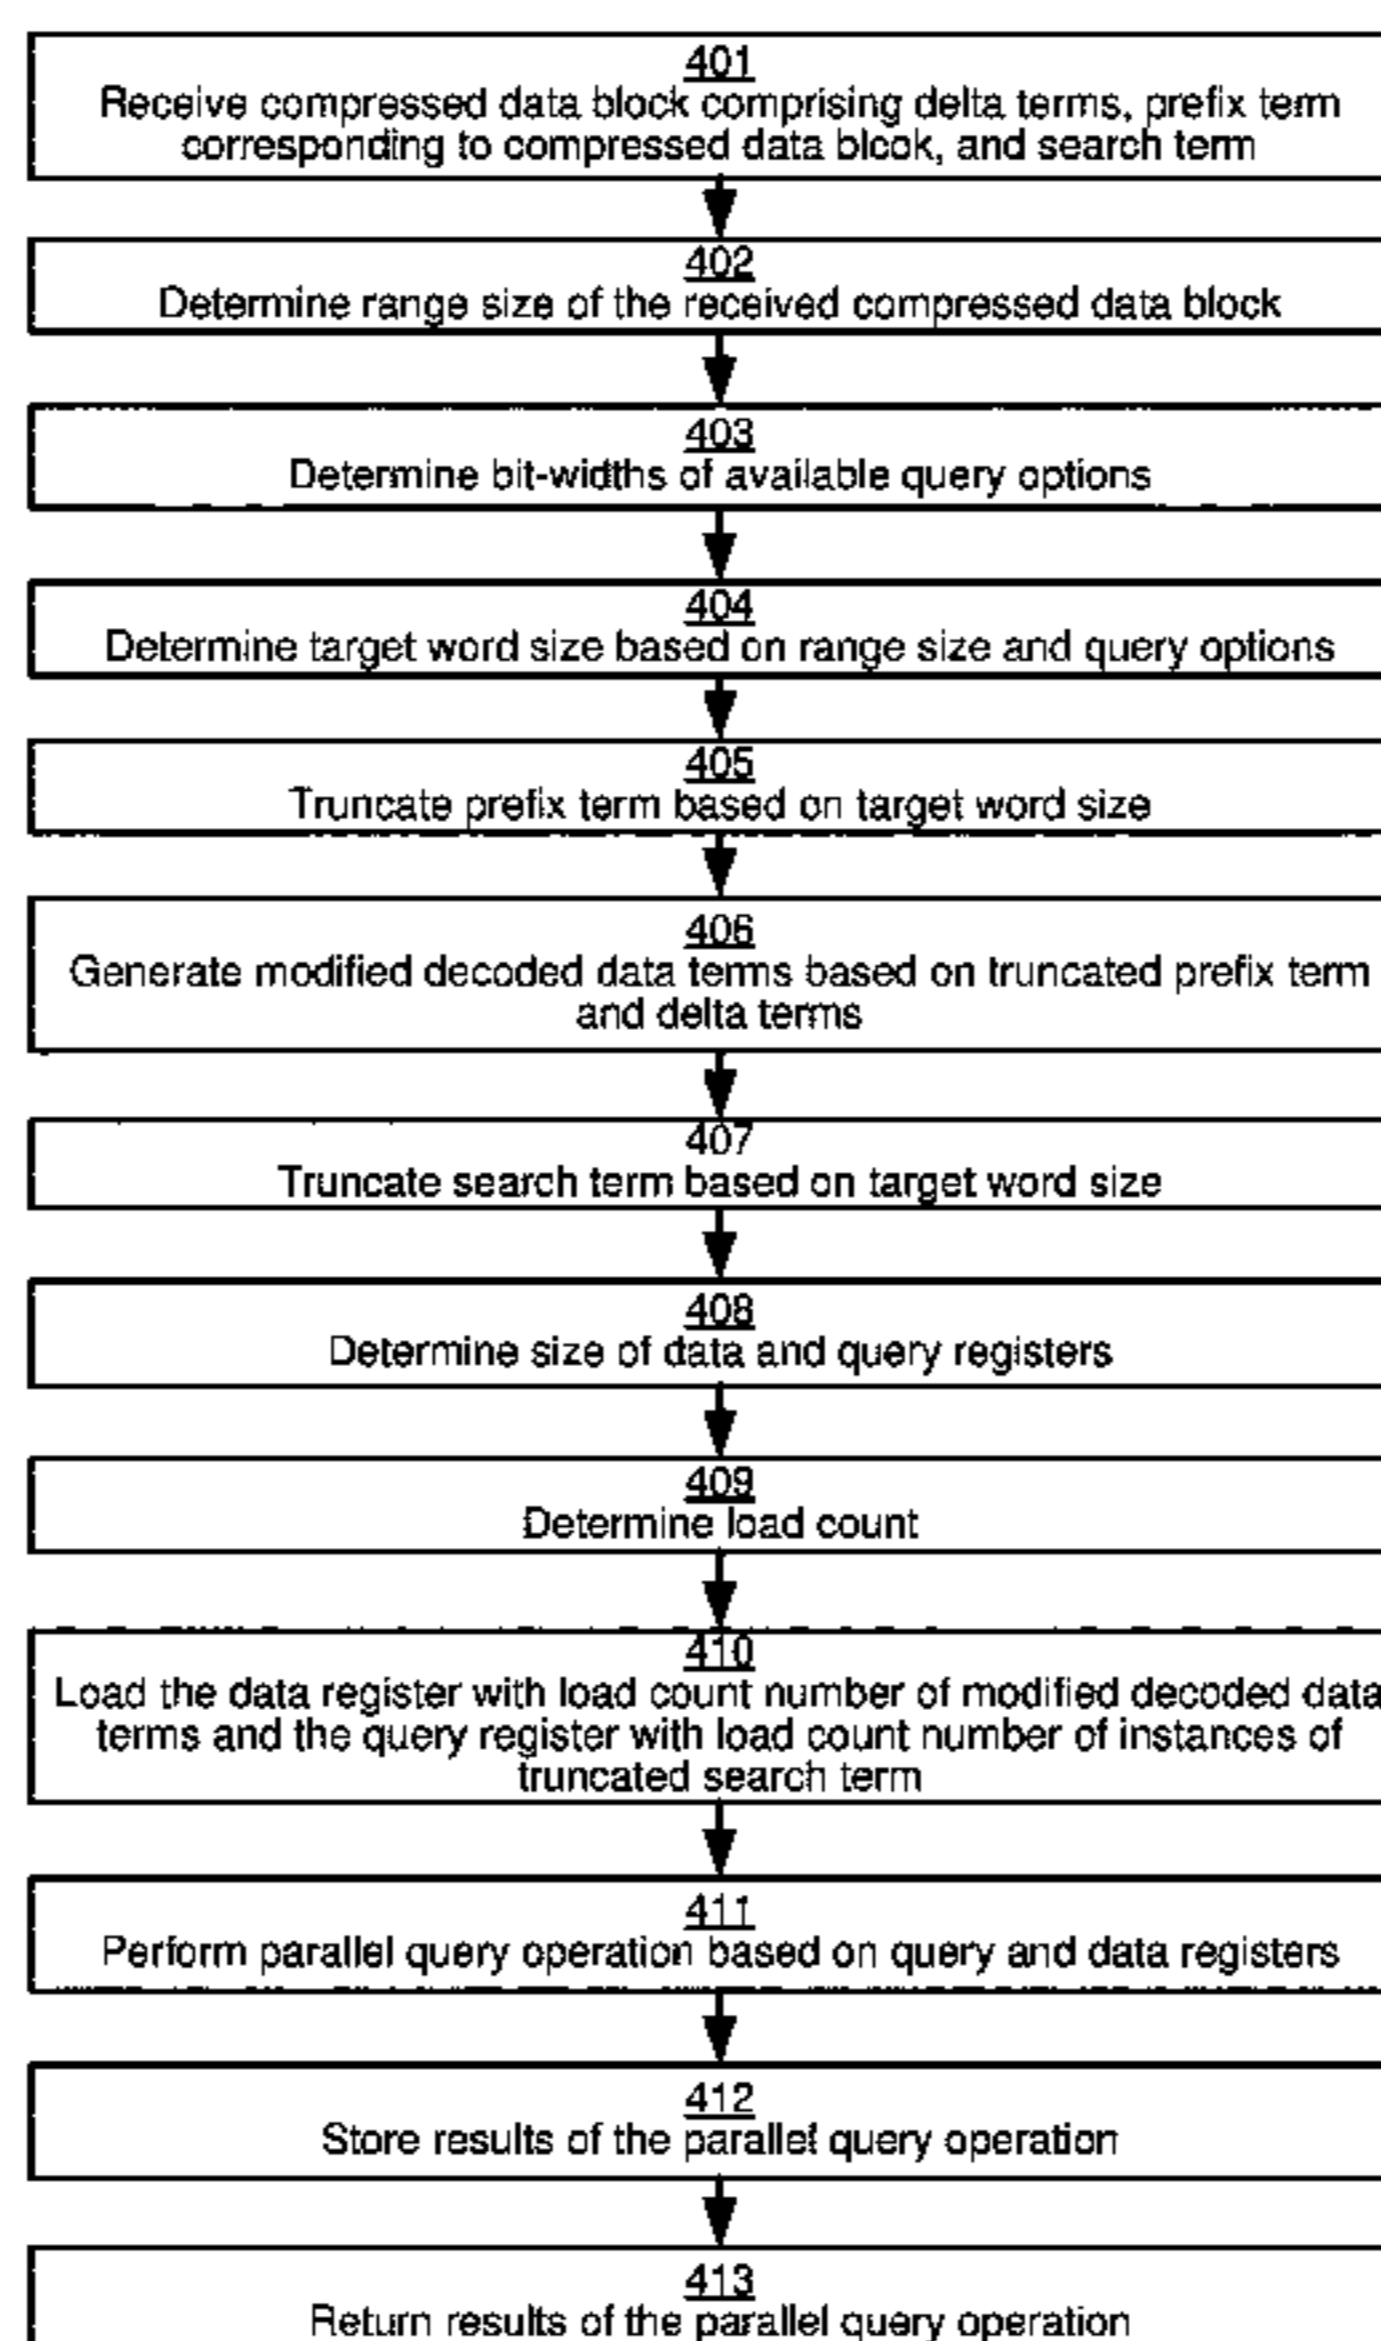 401
Receive compressed data block comprising delta terms, prefix term
corresponding to compressed data block, and search term
402
Determine range size of the received compressed data block
403
Determine bit-widths of available query options
404
Determine target word size based on range size and query options
405
Truncate prefix term based on target word size
406
Generate modified decoded data terms based on truncated prefix term
and delta terms
407
Truncate search term based on target word size
408
Determine size of data and query registers
409
Determine load count
410
Load the data register with load count number of modified decoded data
terms and the query register with load count number of instances of
truncated search term
411
Perform parallel query operation based on query and data registers
412
Store results of the parallel query operation
413
Return results of the parallel query operation